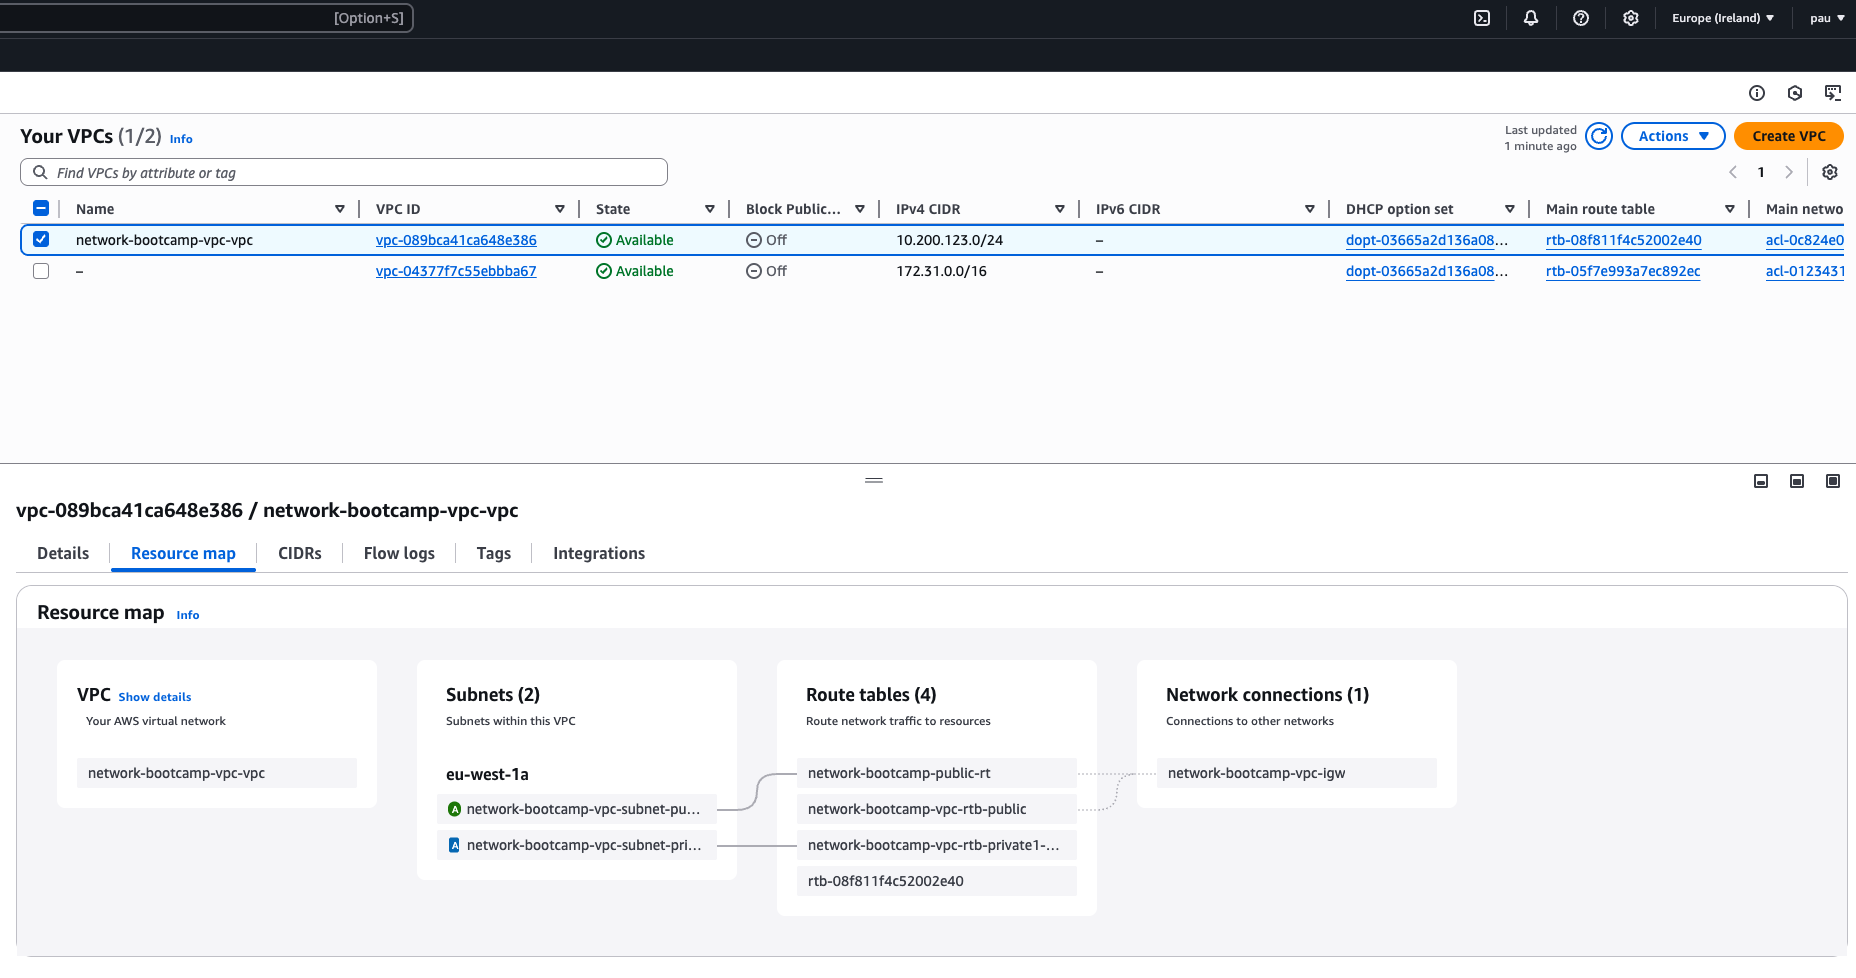 [Option+S]
Europe (Ireland)
pau
Your VPCs (1/2) Info
Last updated
1 minute ago
Actions
Create VPC
Find VPCs by attribute or tag
1
Name VPC ID State Block Public... IPv4 CIDR IPv6 CIDR DHCP option set Main route table Main netwo
network-bootcamp-vpc-vpc vpc-089bca41ca648e386 Available Off 10.200.123.0/24 – dopt-03665a2d136a08... rtb-08f811f4c52002e40 acl-0c824e0
– vpc-04377f7c55ebbba67 Available Off 172.31.0.0/16 – dopt-03665a2d136a08... rtb-05f7e993a7ec892ec acl-0123431
vpc-089bca41ca648e386 / network-bootcamp-vpc-vpc
Details Resource map CIDRs Flow logs Tags Integrations
Resource map Info
VPC Show details
Your AWS virtual network
network-bootcamp-vpc-vpc
Subnets (2)
Subnets within this VPC
eu-west-1a
A network-bootcamp-vpc-subnet-pu...
A network-bootcamp-vpc-subnet-pri...
Route tables (4)
Route network traffic to resources
network-bootcamp-public-rt
network-bootcamp-vpc-rtb-public
network-bootcamp-vpc-rtb-private1-...
rtb-08f811f4c52002e40
Network connections (1)
Connections to other networks
network-bootcamp-vpc-igw